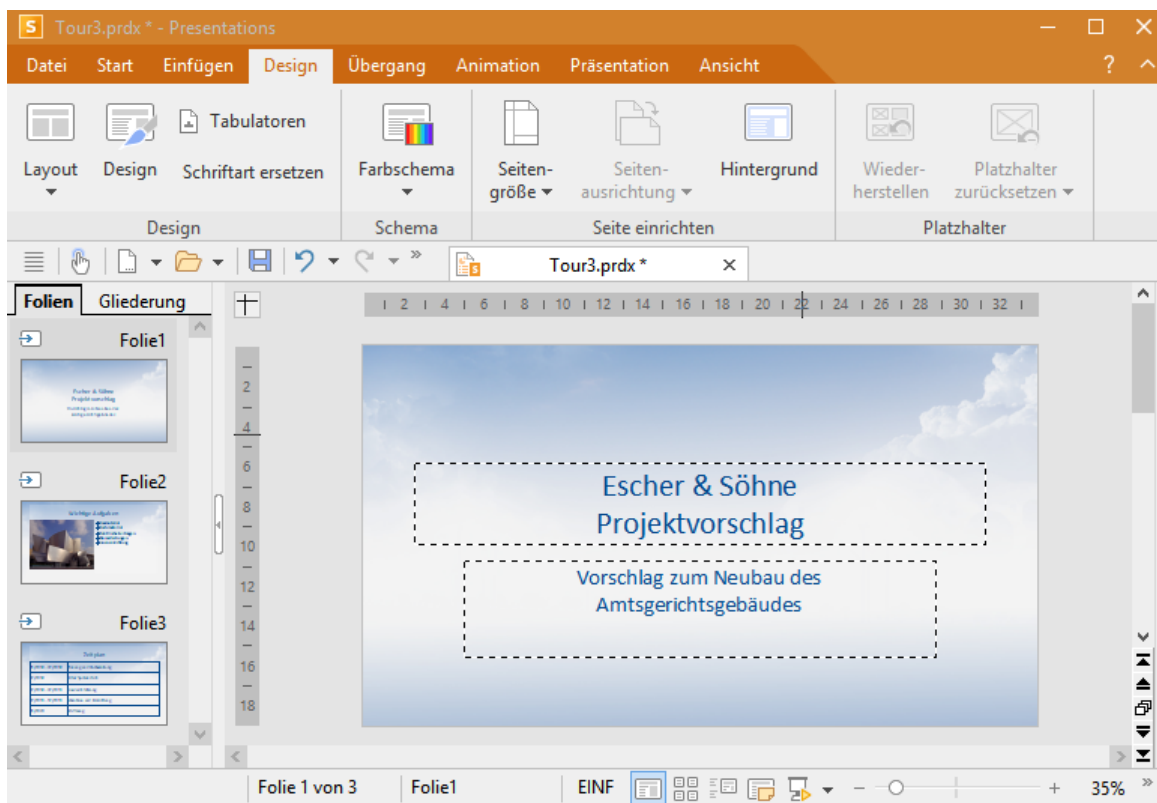 S Tour3.prdx * - Presentations
Datei Start Einfügen Design Übergang Animation Präsentation Ansicht ?
Layout Design Tabulatoren Schriftart ersetzen Farbschema Seiten-größe Seiten-ausrichtung Hintergrund Wieder-herstellen Platzhalter zurücksetzen
Design Schema Seite einrichten Platzhalter
Tour3.prdx *
Folien Gliederung
2 4 6 8 10 12 14 16 18 20 22 24 26 28 30 32
Folie1
Escher & Söhne
Projektvorschlag
Folie2
Folie3
2
4
6
8
10
12
14
16
18
Escher & Söhne
Projektvorschlag
Vorschlag zum Neubau des
Amtsgerichtsgebäudes
Folie 1 von 3 Folie1 EINF 35%